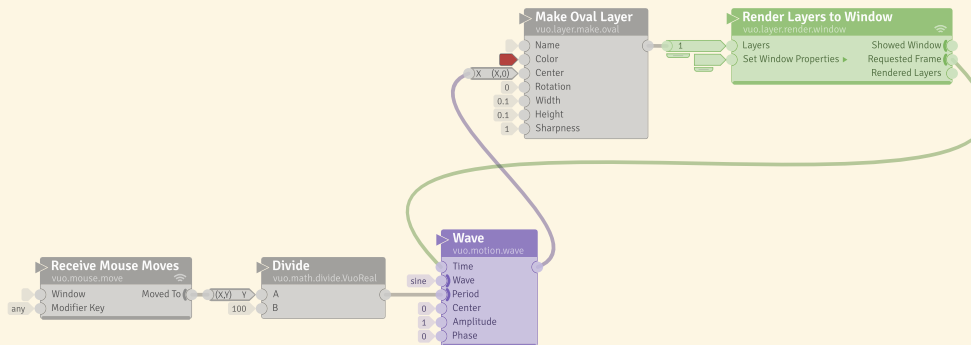 Make Oval Layer
vuo.layer.make.oval
Name
Color
X (X,0) Center
0 Rotation
0.1 Width
0.1 Height
1 Sharpness
Render Layers to Window
vuo.layer.render.window
1 Layers Showed Window
Set Window Properties ▸ Requested Frame
Rendered Layers
Wave
vuo.motion.wave
Time
sine Wave
Period
0 Center
1 Amplitude
0 Phase
Receive Mouse Moves
vuo.mouse.move
Window Moved To
any Modifier Key
(X,Y) Y
Divide
vuo.math.divide.VuoReal
A
100 B